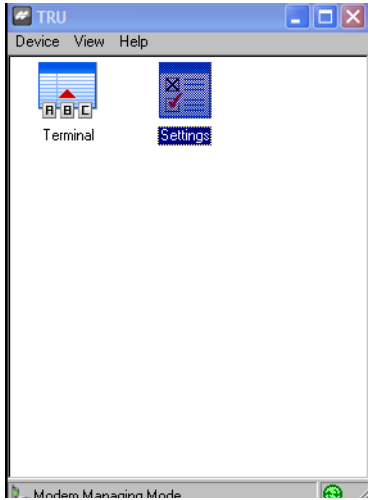 TRU
Device View Help
A B C
Terminal Settings
Modem Managing Mode